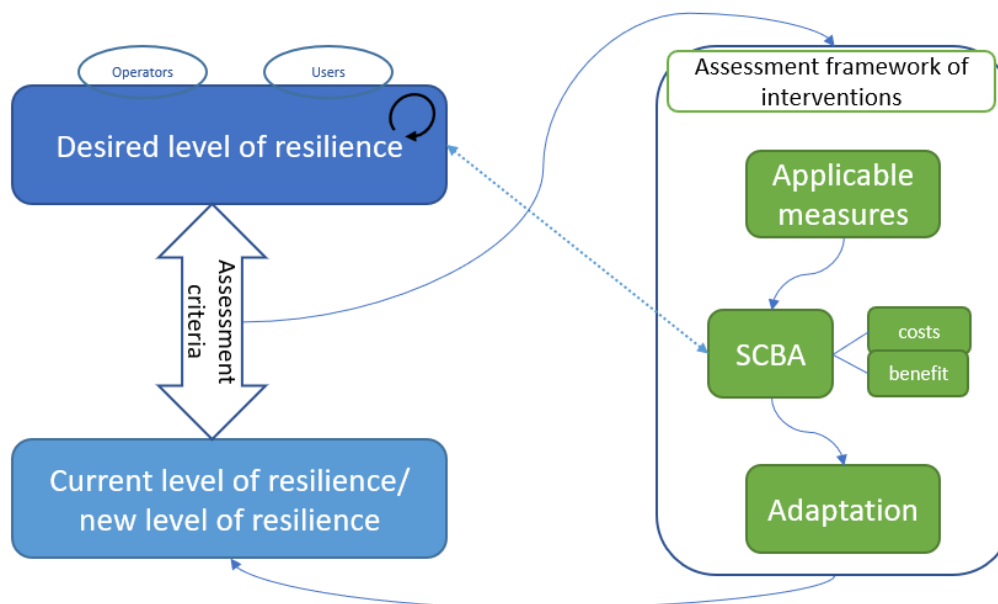 Operators
Users
Desired level of resilience
Assessment
criteria
Current level of resilience/
new level of resilience
Assessment framework of
interventions
Applicable
measures
SCBA
costs
benefit
Adaptation